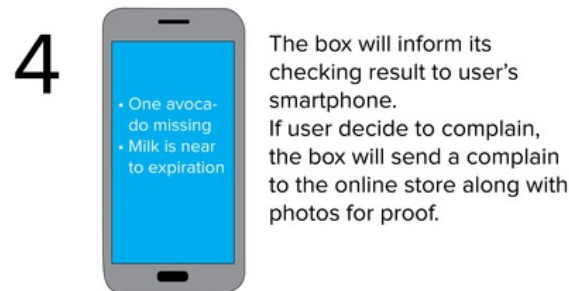 4
• One avoca-
do missing
• Milk is near
to expiration
The box will inform its
checking result to user's
smartphone.
If user decide to complain,
the box will send a complain
to the online store along with
photos for proof.